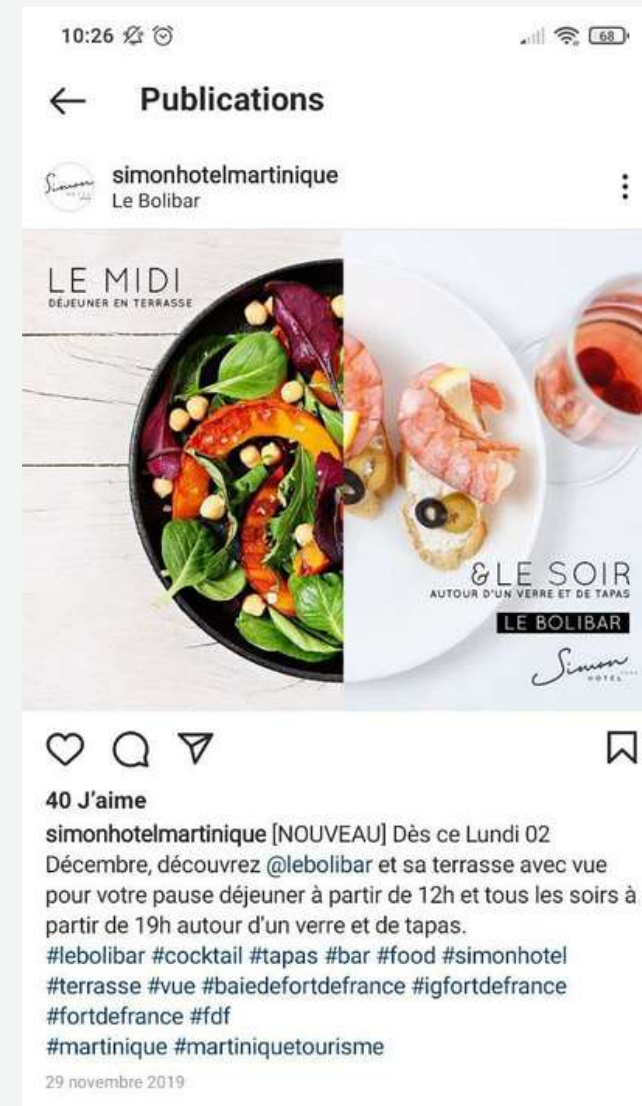 10:26
68
Publications
Simon
HOTEL
simonhotelmartinique
Le Bolibar
LE MIDI
DÉJEUNER EN TERRASSE
&LE SOIR
AUTOUR D'UN VERRE ET DE TAPAS
LE BOLIBAR
Simon
HOTEL
40 J'aime
simonhotelmartinique [NOUVEAU] Dès ce Lundi 02
Décembre, découvrez @lebolibar et sa terrasse avec vue
pour votre pause déjeuner à partir de 12h et tous les soirs à
partir de 19h autour d'un verre et de tapas.
#lebolibar #cocktail #tapas #bar #food #simonhotel
#terrasse #vue #baiedefortdefrance #igfortdefrance
#fortdefrance #fdf
#martinique #martiniquetourisme
29 novembre 2019